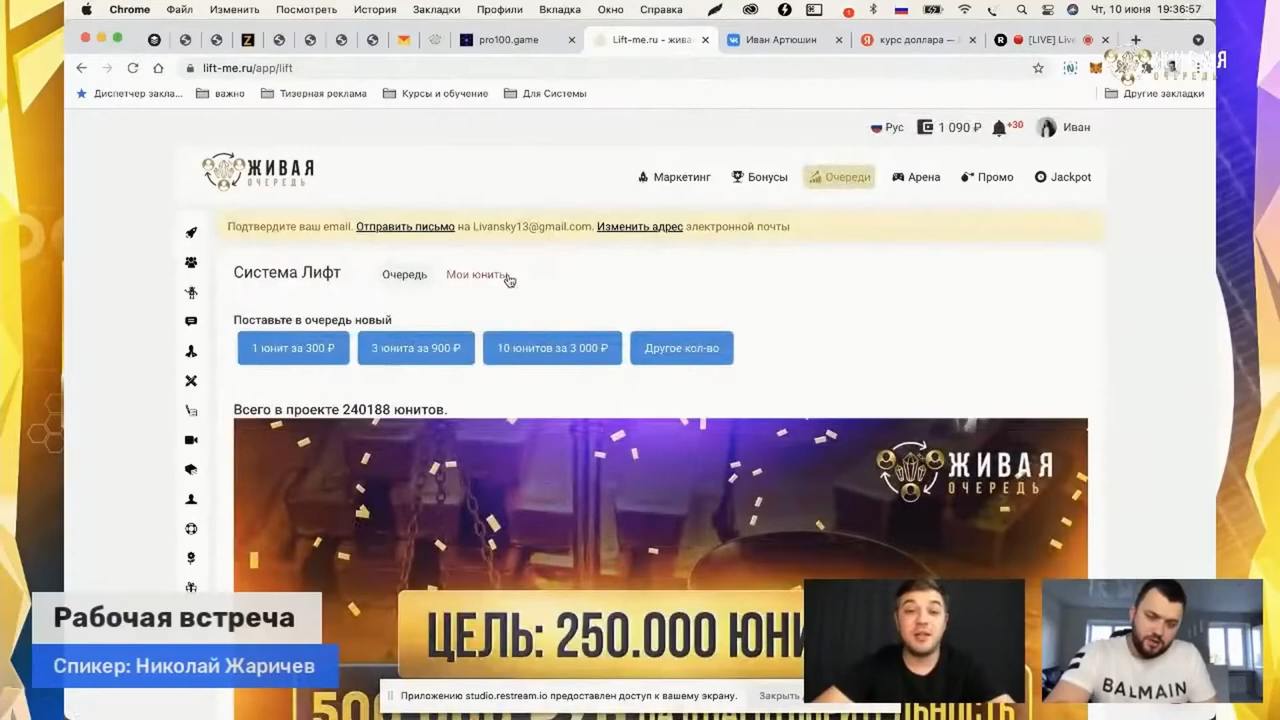 Chrome Файл Изменить Посмотреть История Закладки Профили Вкладка Окно Справка Чт, 10 июня 19:36:57
pro100.game Lift-me.ru - жива Иван Артюшин курс доллара — [LIVE] Live
lift-me.ru/app/lift
ЖИВАЯ
ОЧЕРЕДЬ
Диспетчер закла... важно Тизерная реклама Курсы и обучение Для Системы Другие закладки
Рус 1 090 ₽ +30 Иван
ЖИВАЯ
ОЧЕРЕДЬ
Маркетинг Бонусы Очереди Арена Промо Jackpot
Подтвердите ваш email. Отправить письмо на Livansky13@gmail.com. Изменить адрес электронной почты
Система Лифт Очередь Мои юниты
Поставьте в очередь новый
1 юнит за 300 ₽ 3 юнита за 900 ₽ 10 юнитов за 3 000 ₽ Другое кол-во
Всего в проекте 240188 юнитов.
ЖИВАЯ
ОЧЕРЕДЬ
ЦЕЛЬ: 250.000 ЮНИ
Рабочая встреча
Спикер: Николай Жаричев
Приложению studio.restream.io предоставлен доступ к вашему экрану. Закрыть
BALMAIN